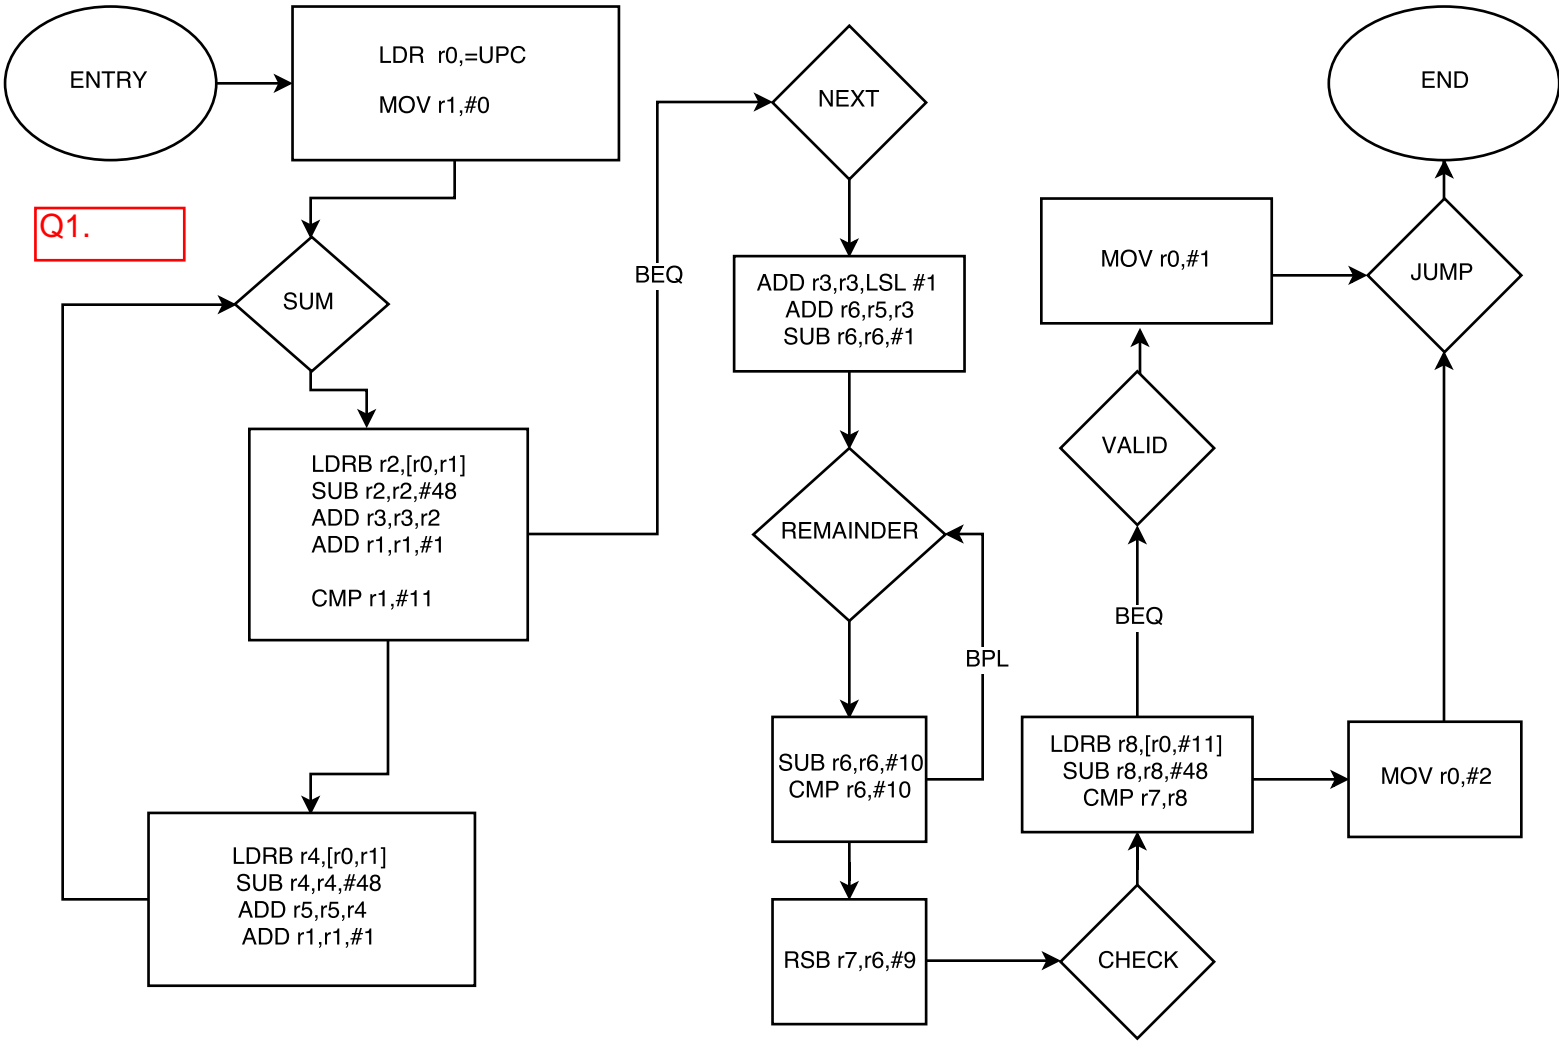 ENTRY
LDR r0,=UPC
MOV r1,#0
Q1.
SUM
LDRB r2,[r0,r1]
SUB r2,r2,#48
ADD r3,r3,r2
ADD r1,r1,#1
CMP r1,#11
LDRB r4,[r0,r1]
SUB r4,r4,#48
ADD r5,r5,r4
ADD r1,r1,#1
BEQ
NEXT
ADD r3,r3,LSL #1
ADD r6,r5,r3
SUB r6,r6,#1
REMAINDER
BPL
SUB r6,r6,#10
CMP r6,#10
RSB r7,r6,#9
CHECK
LDRB r8,[r0,#11]
SUB r8,r8,#48
CMP r7,r8
BEQ
VALID
MOV r0,#1
MOV r0,#2
JUMP
END